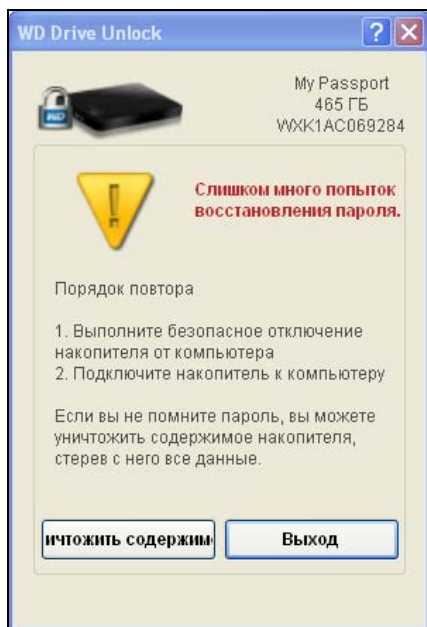 WD Drive Unlock
My Passport
465 ГБ
WXK1AC069284
WD
Слишком много попыток
восстановления пароля.
Порядок повтора
1. Выполните безопасное отключение
накопителя от компьютера
2. Подключите накопитель к компьютеру
Если вы не помните пароль, вы можете
уничтожить содержимое накопителя,
стерев с него все данные.
ичтожить содержим
Выход